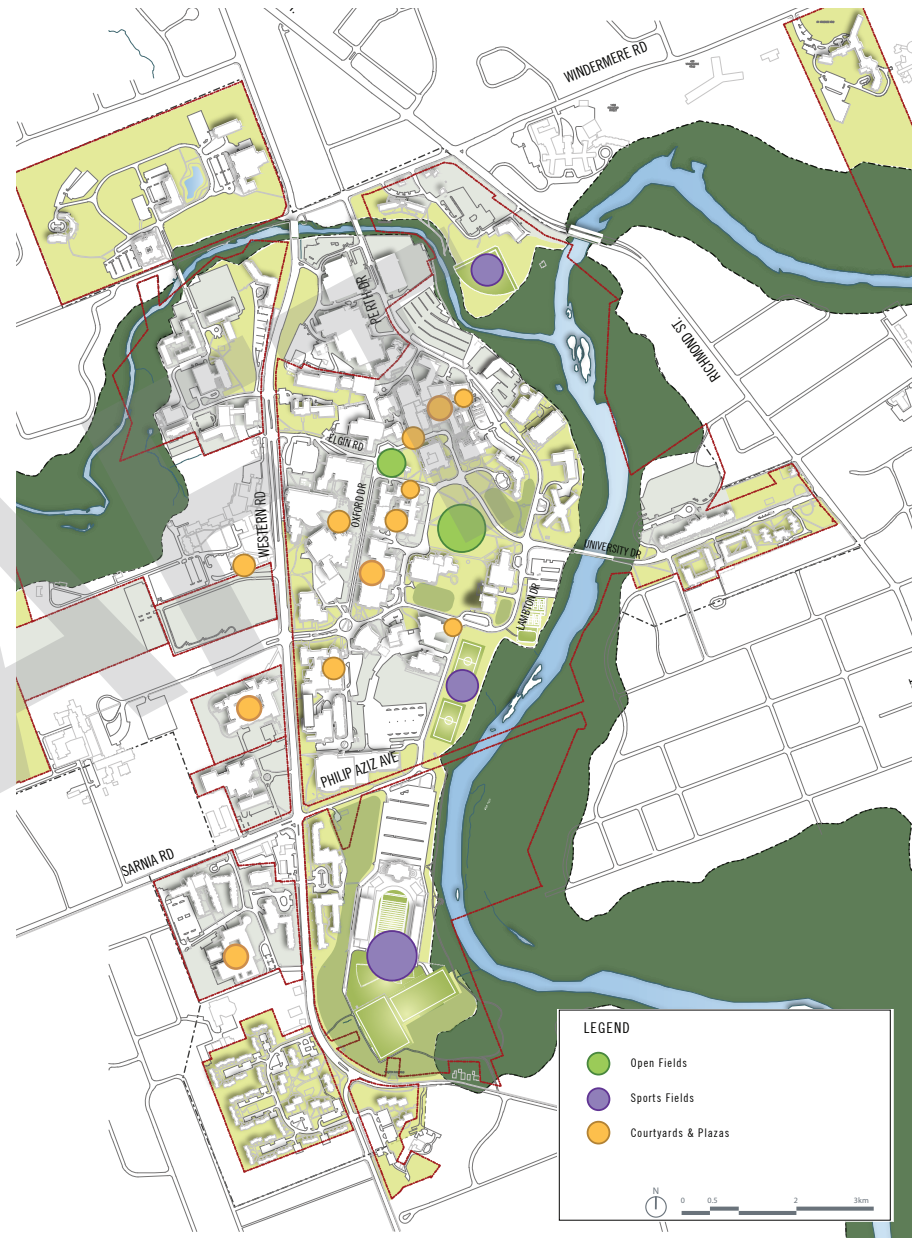 WINDERMERE RD
PERTH DR
RICHMOND ST.
ELGIN RD
WESTERN RD
OXFORD DR
UNIVERSITY DR
LAMBTON DR
PHILIP AZIZ AVE
SARNIA RD
LEGEND
Open Fields
Sports Fields
Courtyards & Plazas
N
0 0.5 2 3km